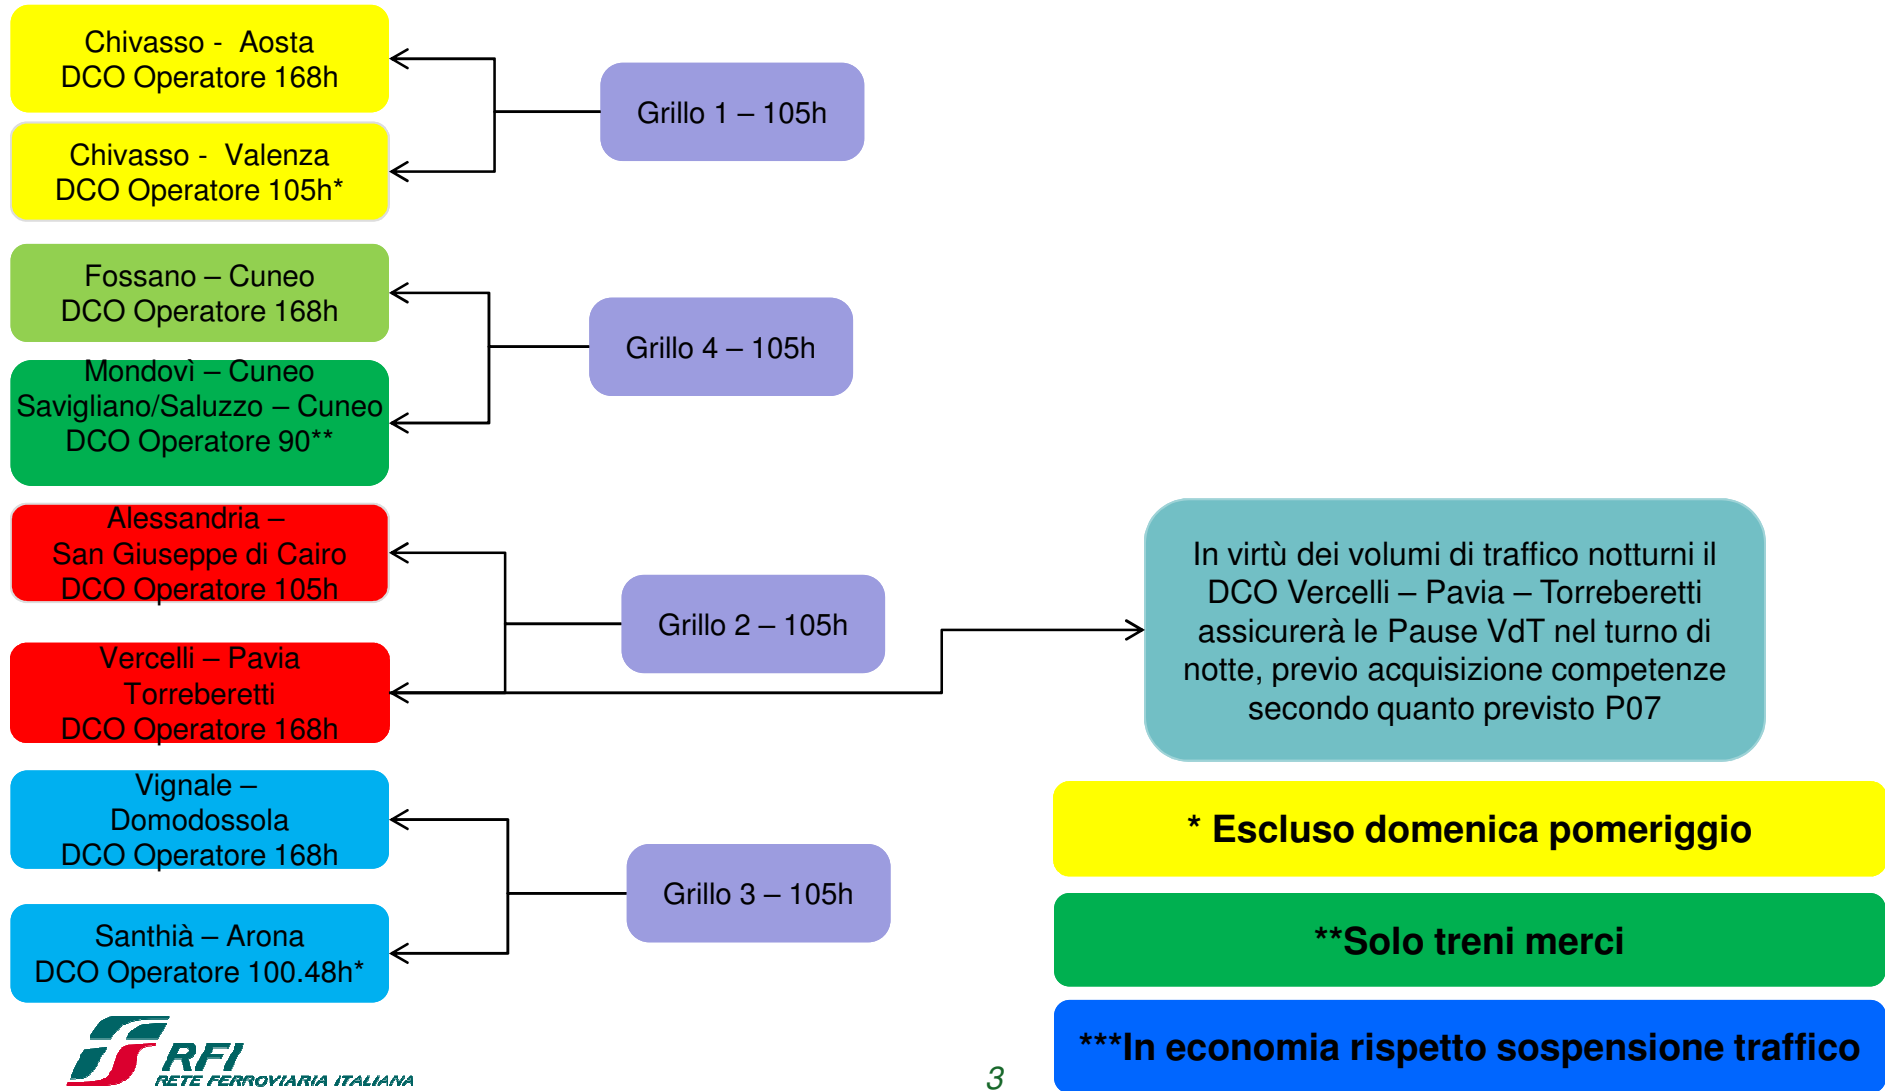 Chivasso -  Aosta
DCO Operatore 168h
Grillo 1 – 105h
Chivasso -  Valenza
DCO Operatore 105h*
Fossano – Cuneo
DCO Operatore 168h
Grillo 4 – 105h
Mondovì – Cuneo
Savigliano/Saluzzo – Cuneo
DCO Operatore 90**
Alessandria –
San Giuseppe di Cairo
DCO Operatore 105h
Grillo 2 – 105h
Vercelli – Pavia
Torreberetti
DCO Operatore 168h
In virtù dei volumi di traffico notturni il
DCO Vercelli – Pavia – Torreberetti
assicurerà le Pause VdT nel turno di
notte, previo acquisizione competenze
secondo quanto previsto P07
Vignale –
Domodossola
DCO Operatore 168h
Grillo 3 – 105h
Santhià – Arona
DCO Operatore 100.48h*
* Escluso domenica pomeriggio
**Solo treni merci
***In economia rispetto sospensione traffico
RFI
RETE FERROVIARIA ITALIANA
3